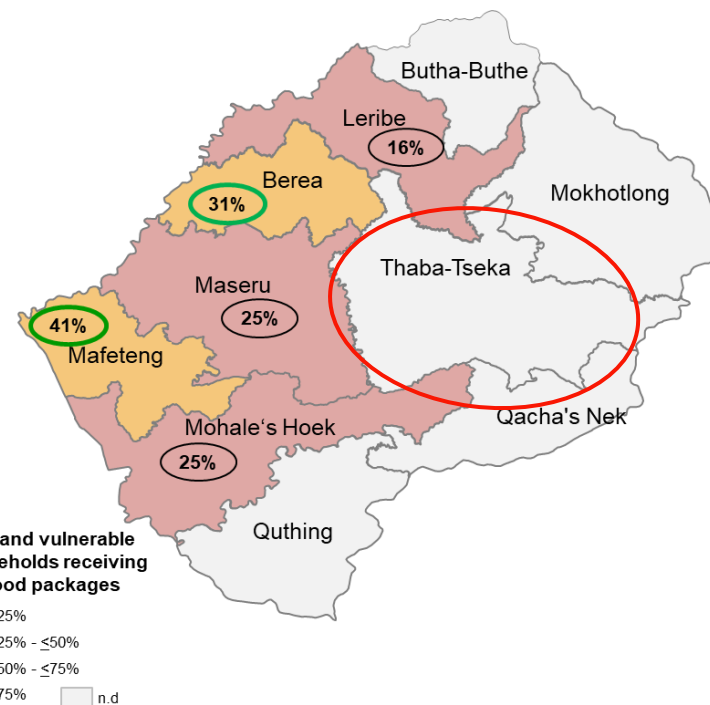 Butha-Buthe
Leribe
16%
Berea
31%
Mokhotlong
Thaba-Tseka
Maseru
25%
41%
Mafeteng
Qacha's Nek
Mohale‘s Hoek
25%
Quthing
and vulnerable
eholds receiving
ood packages
25%
25% - ≤50%
50% - ≤75%
75%
n.d